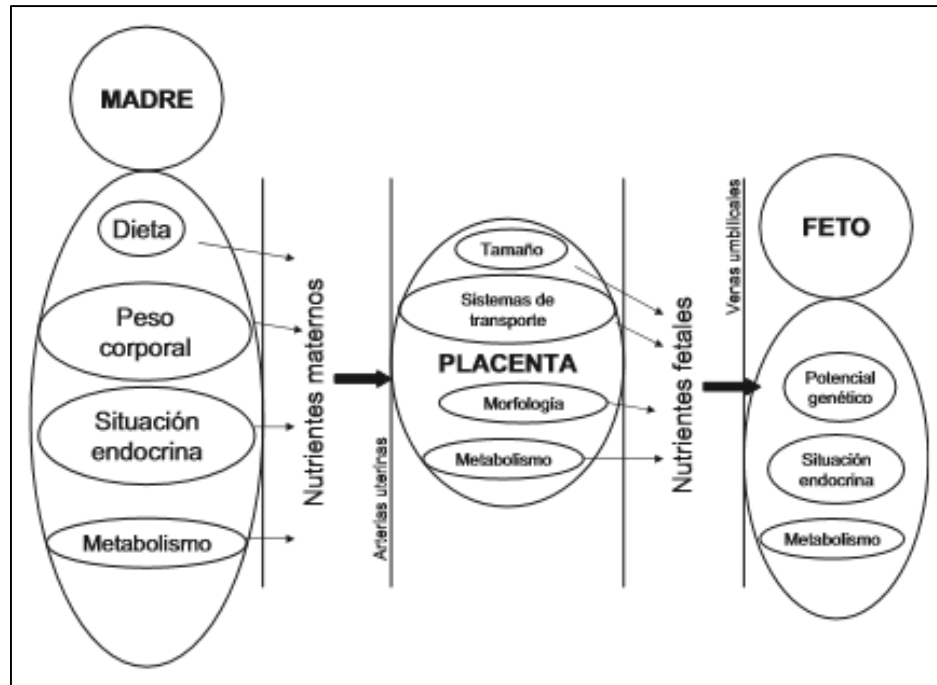 MADRE
Dieta
Peso
corporal
Situación
endocrina
Metabolismo
Nutrientes maternos
Arterias uterinas
Tamaño
Sistemas de
transporte
PLACENTA
Morfología
Metabolismo
Nutrientes fetales
Venas umbilicales
FETO
Potencial
genético
Situación
endocrina
Metabolismo